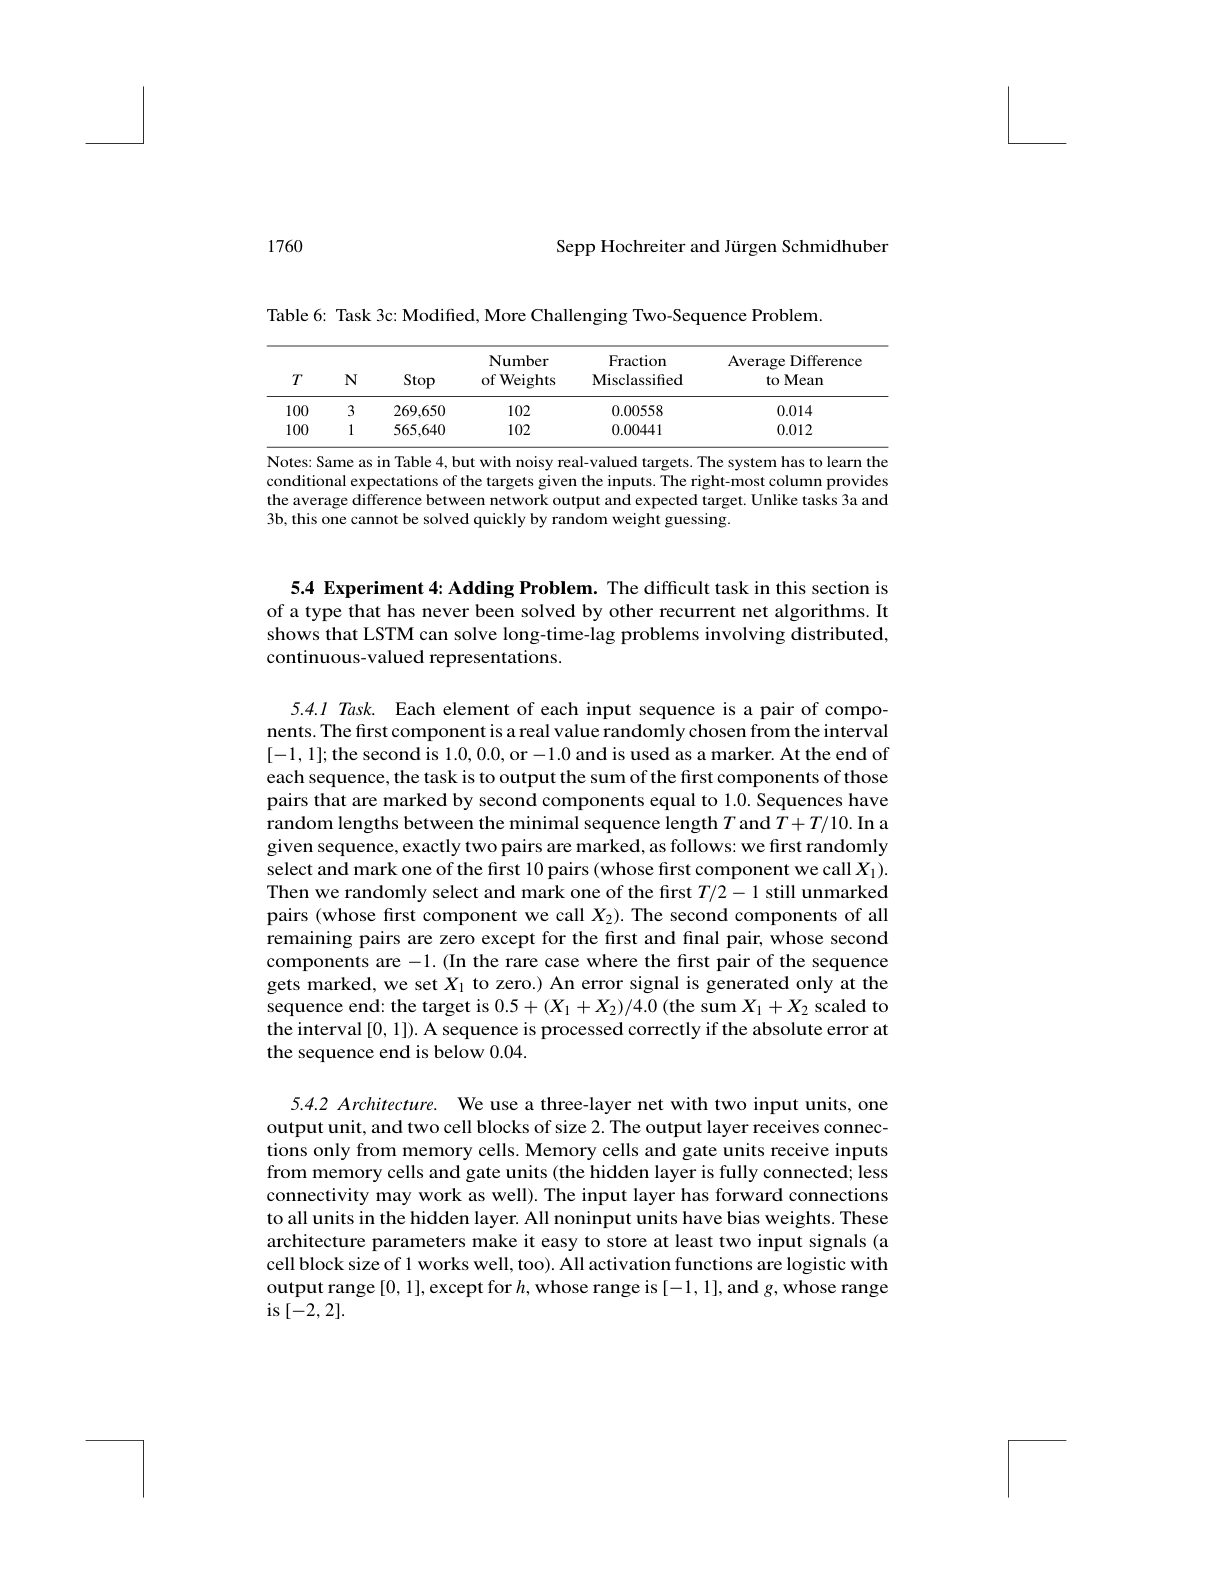 1760 Sepp Hochreiter and Jürgen Schmidhuber
Table 6: Task 3c: Modified, More Challenging Two-Sequence Problem.
Number Fraction Average Difference
T N Stop of Weights Misclassified to Mean
100 3 269,650 102 0.00558 0.014
100 1 565,640 102 0.00441 0.012
Notes: Same as in Table 4, but with noisy real-valued targets. The system has to learn the
conditional expectations of the targets given the inputs. The right-most column provides
the average difference between network output and expected target. Unlike tasks 3a and
3b, this one cannot be solved quickly by random weight guessing.
5.4 Experiment 4: Adding Problem. The difficult task in this section is
of a type that has never been solved by other recurrent net algorithms. It
shows that LSTM can solve long-time-lag problems involving distributed,
continuous-valued representations.
5.4.1 Task. Each element of each input sequence is a pair of compo-
nents. The first component is a real value randomly chosen from the interval
[−1, 1]; the second is 1.0, 0.0, or −1.0 and is used as a marker. At the end of
each sequence, the task is to output the sum of the first components of those
pairs that are marked by second components equal to 1.0. Sequences have
random lengths between the minimal sequence length T and T + T/10. In a
given sequence, exactly two pairs are marked, as follows: we first randomly
select and mark one of the first 10 pairs (whose first component we call X₁).
Then we randomly select and mark one of the first T/2 − 1 still unmarked
pairs (whose first component we call X₂). The second components of all
remaining pairs are zero except for the first and final pair, whose second
components are −1. (In the rare case where the first pair of the sequence
gets marked, we set X₁ to zero.) An error signal is generated only at the
sequence end: the target is 0.5 + (X₁ + X₂)/4.0 (the sum X₁ + X₂ scaled to
the interval [0, 1]). A sequence is processed correctly if the absolute error at
the sequence end is below 0.04.
5.4.2 Architecture. We use a three-layer net with two input units, one
output unit, and two cell blocks of size 2. The output layer receives connec-
tions only from memory cells. Memory cells and gate units receive inputs
from memory cells and gate units (the hidden layer is fully connected; less
connectivity may work as well). The input layer has forward connections
to all units in the hidden layer. All noninput units have bias weights. These
architecture parameters make it easy to store at least two input signals (a
cell block size of 1 works well, too). All activation functions are logistic with
output range [0, 1], except for h, whose range is [−1, 1], and g, whose range
is [−2, 2].